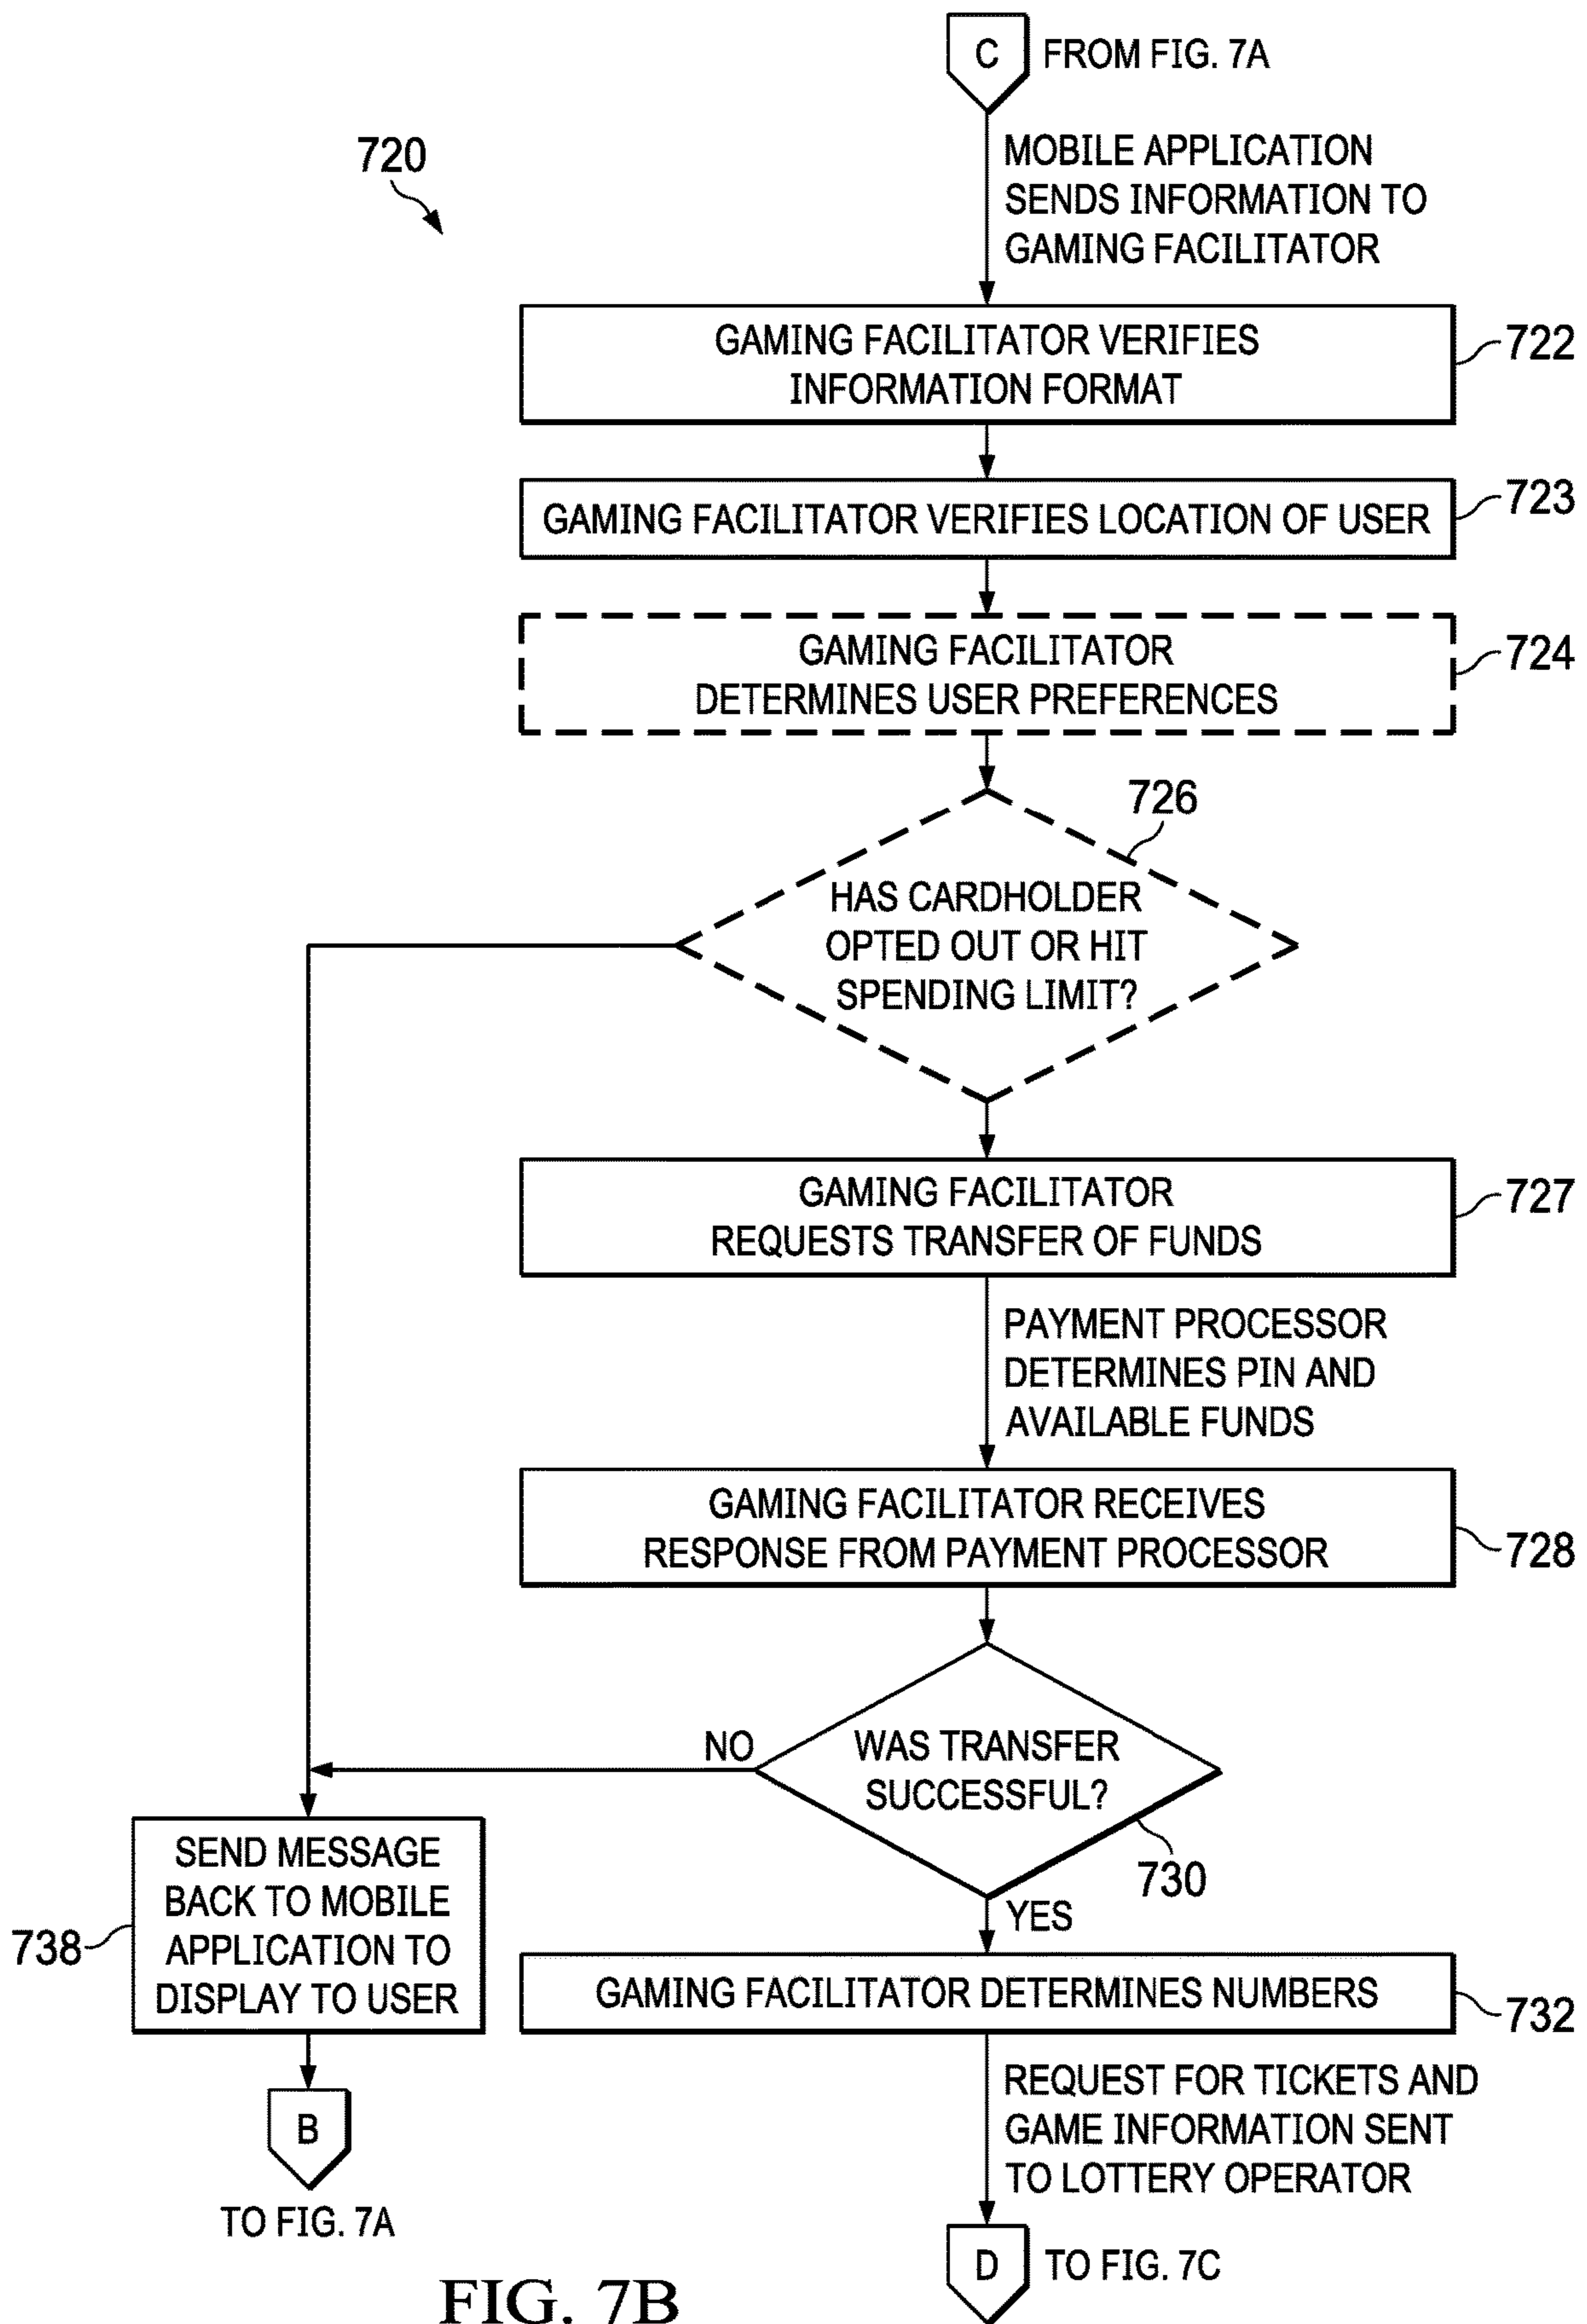 C
FROM FIG. 7A
720
MOBILE APPLICATION
SENDS INFORMATION TO
GAMING FACILITATOR
GAMING FACILITATOR VERIFIES
INFORMATION FORMAT
722
GAMING FACILITATOR VERIFIES LOCATION OF USER
723
GAMING FACILITATOR
DETERMINES USER PREFERENCES
724
726
HAS CARDHOLDER
OPTED OUT OR HIT
SPENDING LIMIT?
GAMING FACILITATOR
REQUESTS TRANSFER OF FUNDS
727
PAYMENT PROCESSOR
DETERMINES PIN AND
AVAILABLE FUNDS
GAMING FACILITATOR RECEIVES
RESPONSE FROM PAYMENT PROCESSOR
728
NO
WAS TRANSFER
SUCCESSFUL?
730
YES
SEND MESSAGE
BACK TO MOBILE
APPLICATION TO
DISPLAY TO USER
738
GAMING FACILITATOR DETERMINES NUMBERS
732
REQUEST FOR TICKETS AND
GAME INFORMATION SENT
TO LOTTERY OPERATOR
B
TO FIG. 7A
D
TO FIG. 7C
FIG. 7B